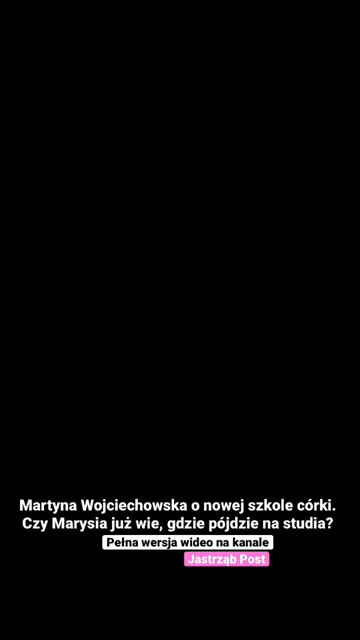 Martyna Wojciechowska o nowej szkole córki.
Czy Marysia już wie, gdzie pójdzie na studia?
Pełna wersja wideo na kanale
Jastrząb Post